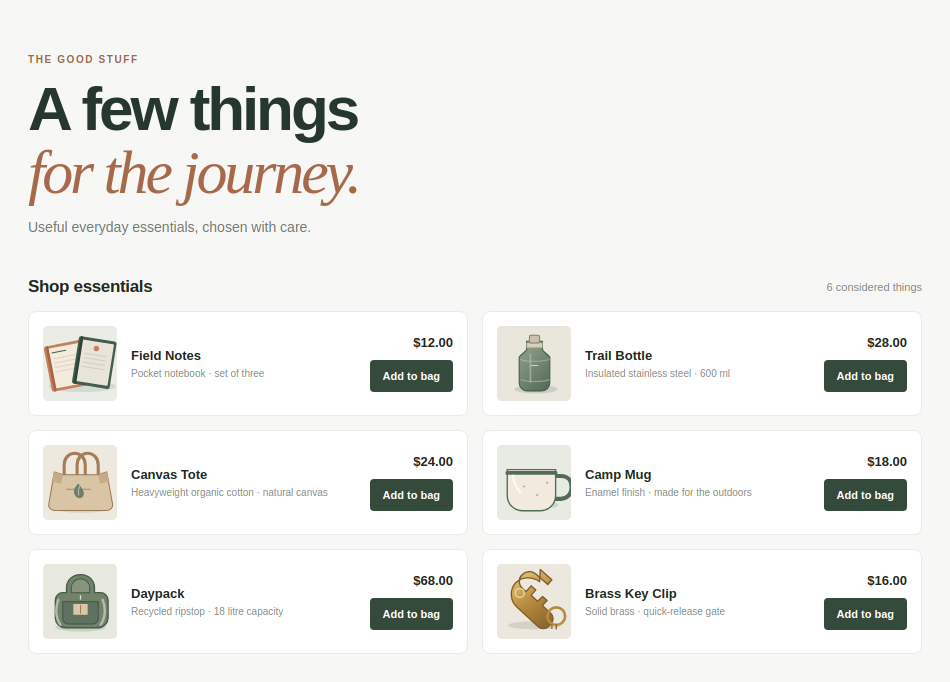 THE GOOD STUFF
A few things
for the journey.
Useful everyday essentials, chosen with care.
Shop essentials
6 considered things
Field Notes
Pocket notebook · set of three
$12.00
Add to bag
Trail Bottle
Insulated stainless steel · 600 ml
$28.00
Add to bag
Canvas Tote
Heavyweight organic cotton · natural canvas
$24.00
Add to bag
Camp Mug
Enamel finish · made for the outdoors
$18.00
Add to bag
Daypack
Recycled ripstop · 18 litre capacity
$68.00
Add to bag
Brass Key Clip
Solid brass · quick-release gate
$16.00
Add to bag